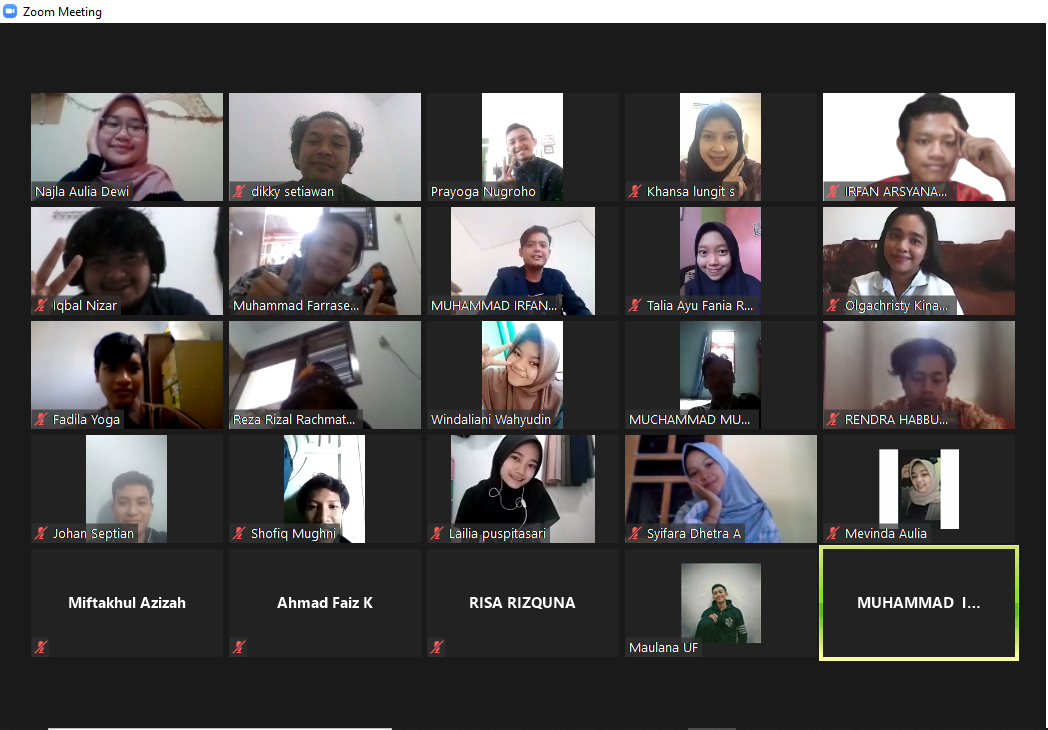 Zoom Meeting
Najla Aulia Dewi
dikky setiawan
Prayoga Nugroho
Khansa lungit s
IRFAN ARSYANA...
Iqbal Nizar
Muhammad Farrase...
MUHAMMAD IRFAN...
Talia Ayu Fania R...
Olgachristy Kina...
Fadila Yoga
Reza Rizal Rachmat...
Windaliani Wahyudin
MUCHAMMAD MU...
RENDRA HABBU...
Johan Septian
Shofiq Mughni
Lailia puspitasari
Syifara Dhetra A
Mevinda Aulia
Miftakhul Azizah
Ahmad Faiz K
RISA RIZQUNA
Maulana UF
MUHAMMAD I...